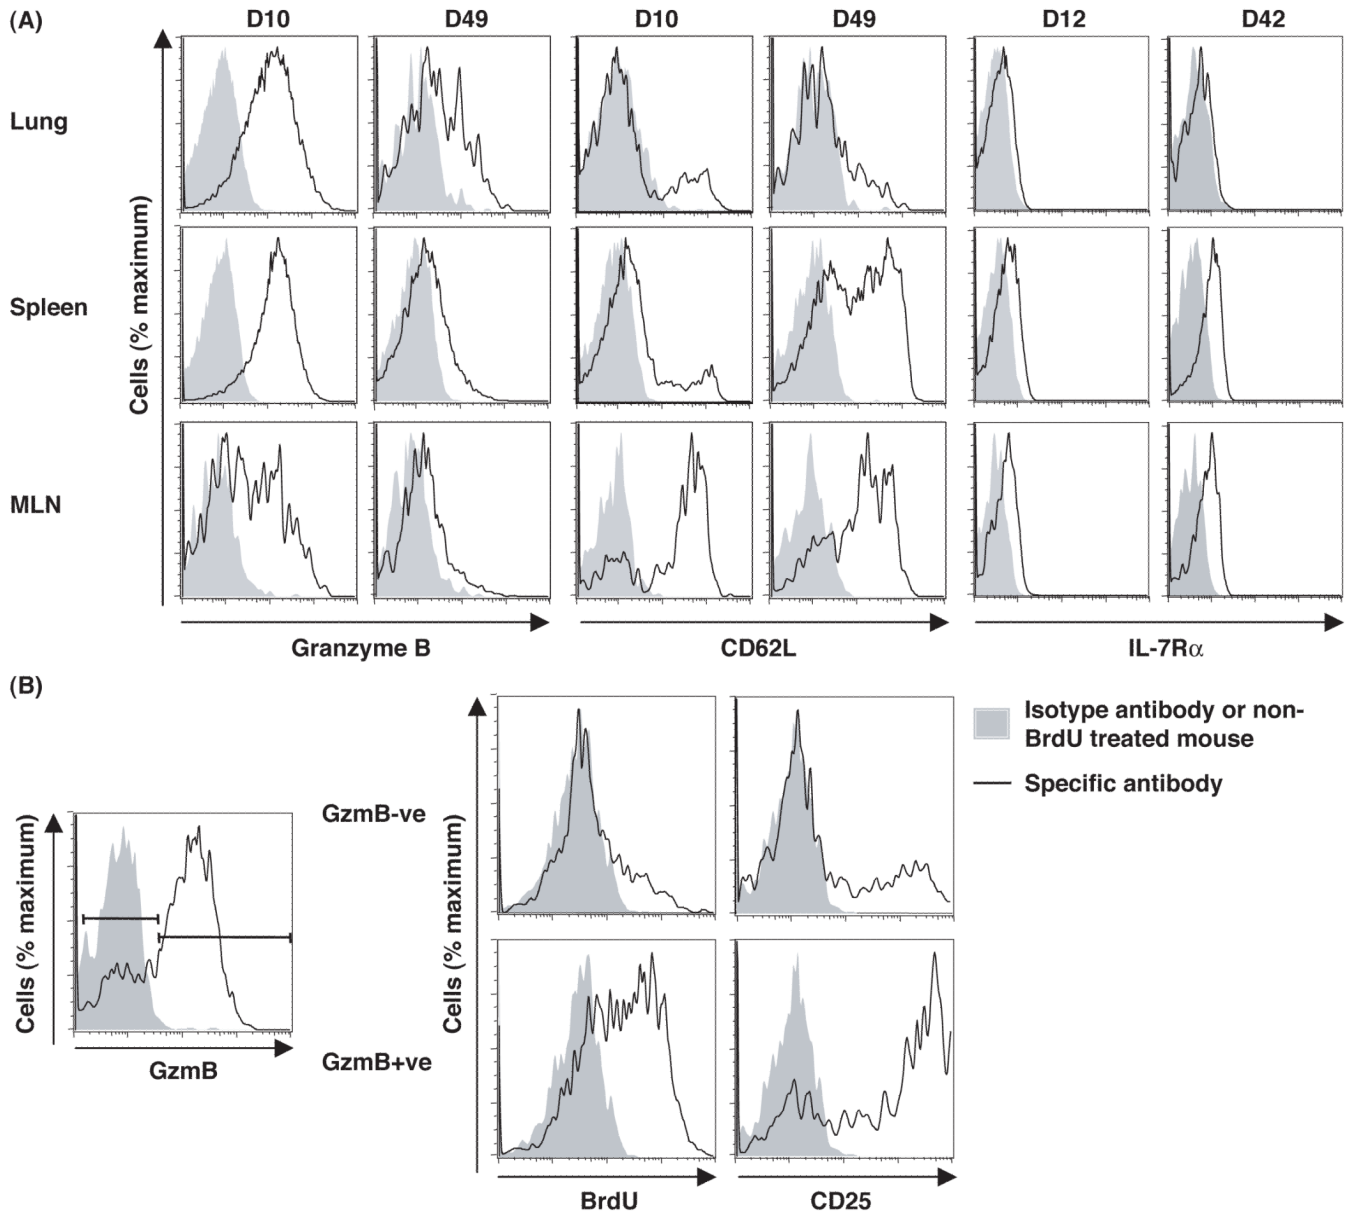 (A)
D10 D49 D10 D49 D12 D42
Lung
Spleen
MLN
Cells (% maximum)
Granzyme B CD62L IL-7Rα
(B)
Isotype antibody or non-
BrdU treated mouse
Specific antibody
GzmB-ve
GzmB+ve
Cells (% maximum)
Cells (% maximum)
GzmB
BrdU CD25